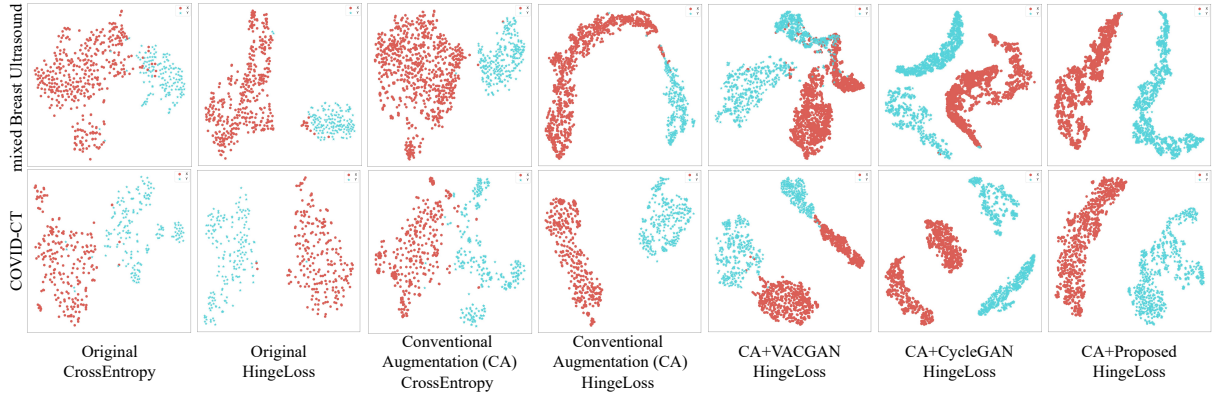 mixed Breast Ultrasound
X
Y
X
Y
X
Y
X
Y
X
Y
X
Y
X
Y
COVID-CT
X
Y
X
Y
X
Y
X
Y
X
Y
X
Y
X
Y
Original
CrossEntropy
Original
HingeLoss
Conventional
Augmentation (CA)
CrossEntropy
Conventional
Augmentation (CA)
HingeLoss
CA+VACGAN
HingeLoss
CA+CycleGAN
HingeLoss
CA+Proposed
HingeLoss